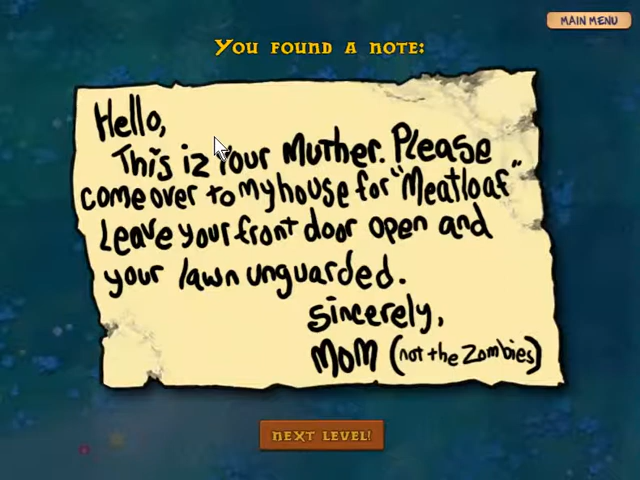 MAIN MENU
You found a note:
Hello,
This iz Your Muther. Please
come over to my house for "Meatloaf"
Leave your front door open and
your lawn unguarded.
Sincerely,
MOM (not the Zombies)
NEXT LEVEL!